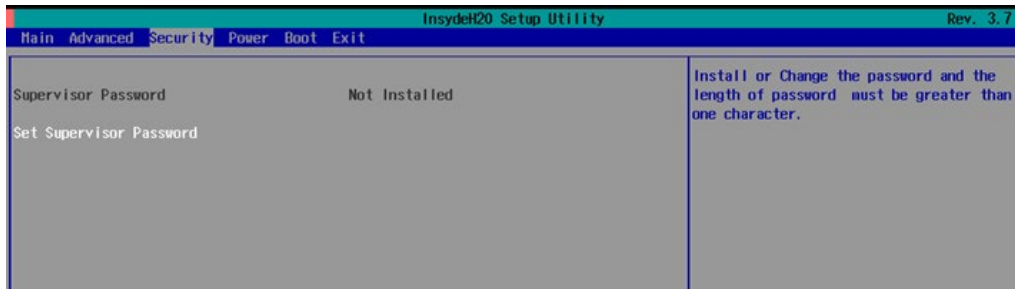 InsydeH20 Setup Utility Rev. 3.7
Main Advanced Security Power Boot Exit
Supervisor Password Not Installed
Set Supervisor Password
Install or Change the password and the
length of password must be greater than
one character.